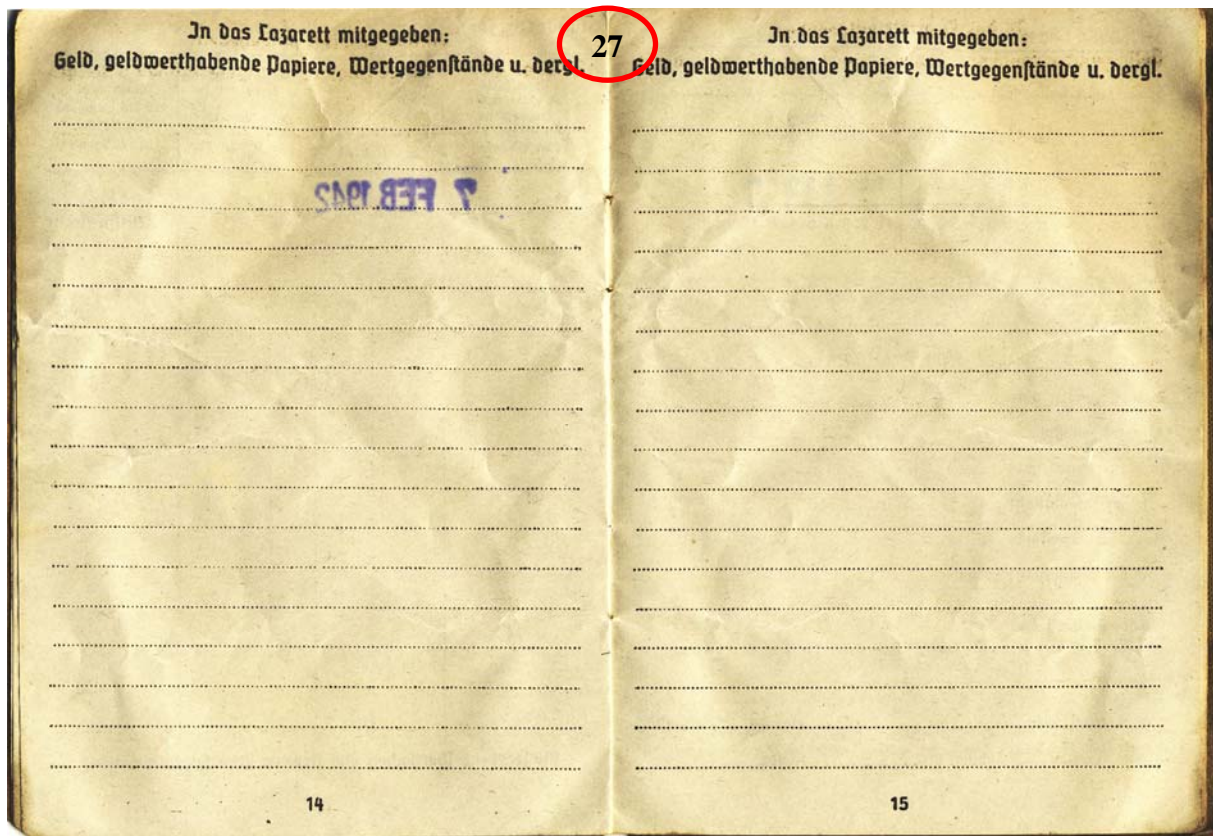 In das Lazarett mitgegeben:
Geld, geldwerthabende Papiere, Wertgegenstände u. dergl.
7 FEB 1942
14
27
In das Lazarett mitgegeben:
Geld, geldwerthabende Papiere, Wertgegenstände u. dergl.
15